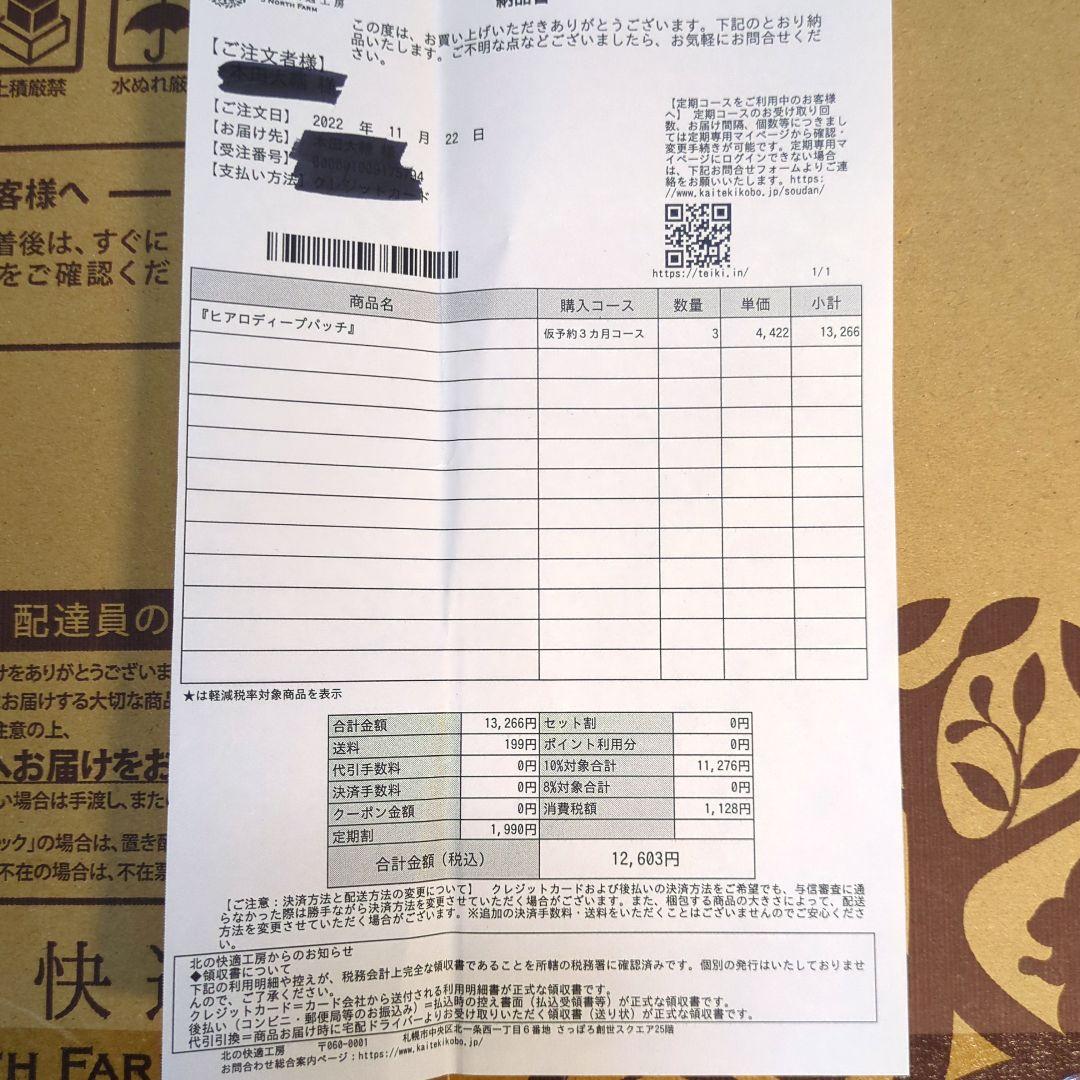 工房
NORTH FARM
納品書
この度は、お買い上げいただきありがとうございます。下記のとおり納
品いたします。ご不明な点などございましたら、お気軽にお問合せくだ
さい。
【ご注文者様】
様
【ご注文日】 2022 年 11 月 22 日
【お届け先】
【受注番号】
【支払い方法】クレジットカード
【定期コースをご利用中のお客様
へ】 定期コースのお受け取り回
数、お届け間隔、個数等につきまし
ては定期専用マイページから確認・
変更手続きが可能です。定期専用マ
イページにログインできない場合
は、下記お問合せフォームよりご連
絡をお願いいたします。https:
//www.kaitekikobo.jp/soudan/
https://teiki.in/ 1/1
商品名 購入コース 数量 単価 小計
『ヒアロディープパッチ』 仮予約３カ月コース 3 4,422 13,266
★は軽減税率対象商品を表示
合計金額 13,266円 セット割 0円
送料 199円 ポイント利用分 0円
代引手数料 0円 10%対象合計 11,276円
決済手数料 0円 8%対象合計 0円
クーポン金額 0円 消費税額 1,128円
定期割 1,990円
合計金額（税込） 12,603円
【ご注意：決済方法と配送方法の変更について】 クレジットカードおよび後払いの決済方法をご希望でも、与信審査に通
らなかった際は勝手ながら決済方法を変更させていただく場合がございます。また、梱包する商品の大きさによって、配送
方法を変更させていただく場合がございます。※追加の決済手数料・送料をいただくことはございませんのでご安心くださ
い。
北の快適工房からのお知らせ
◆領収書について
下記の利用明細や控えが、税務会計上完全な領収書であることを所轄の税務署に確認済みです。個別の発行はいたしておりませ
んので、ご了承ください。
クレジットカード＝カード会社から送付される利用明細書が正式な領収書です。
後払い（コンビニ・郵便局等のお振込み）＝払込時の控え書面（払込受領書等）が正式な領収書です。
代引引換＝商品お届け時に宅配ドライバーよりお受け取りいただく領収書（送り状）が正式な領収書です。
北の快適工房 〒060-0001 札幌市中央区北一条西一丁目６番地 さっぽろ創世スクエア25階
お問合わせ総合案内ページ：https://www.kaitekikobo.jp/
上積厳禁
水ぬれ厳
客様へ
着後は、すぐに
をご確認くだ
配達員の
けをありがとうございま
お届けする大切な商品
注意の上、
へお届けをお
い場合は手渡し、また
ック」の場合は、置き配
不在の場合は、不在票
快適
TH FAR